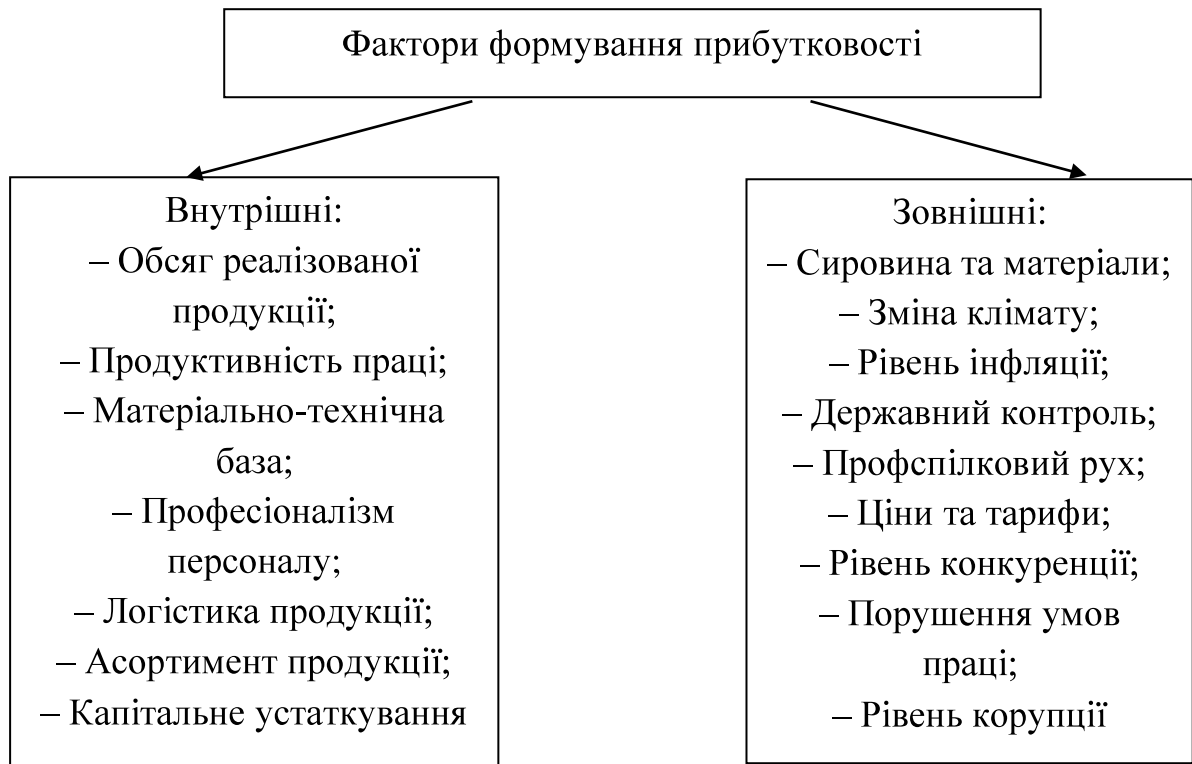 Фактори формування прибутковості
Внутрішні:
– Обсяг реалізованої
продукції;
– Продуктивність праці;
– Матеріально-технічна
база;
– Професіоналізм
персоналу;
– Логістика продукції;
– Асортимент продукції;
– Капітальне устаткування
Зовнішні:
– Сировина та матеріали;
– Зміна клімату;
– Рівень інфляції;
– Державний контроль;
– Профспілковий рух;
– Ціни та тарифи;
– Рівень конкуренції;
– Порушення умов
праці;
– Рівень корупції